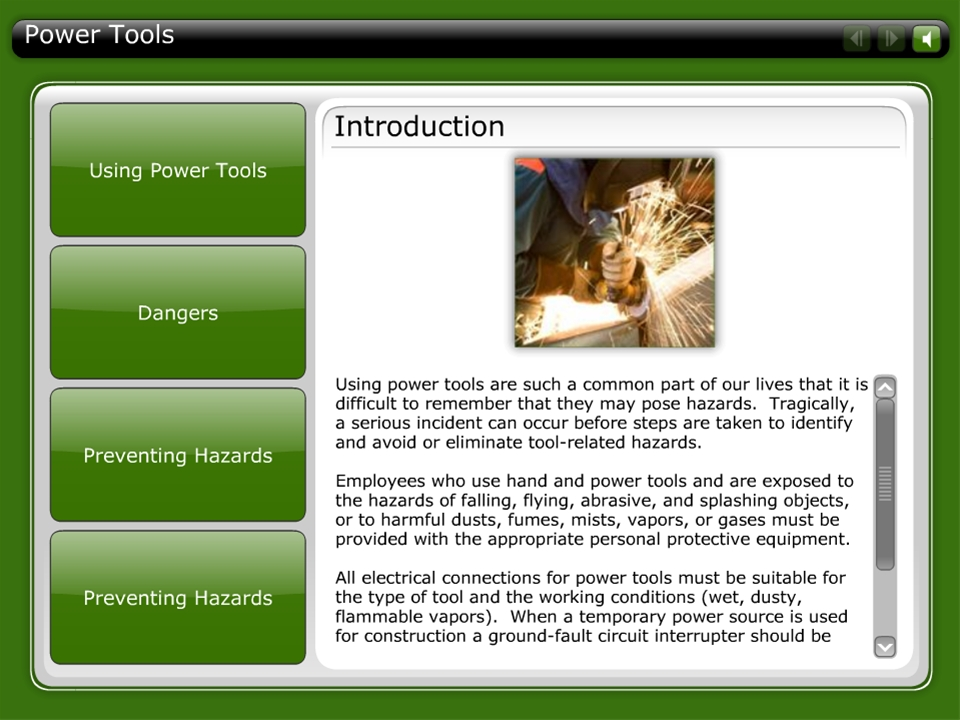 Power Tools
Using Power Tools
Dangers
Preventing Hazards
Preventing Hazards
Introduction
Using power tools are such a common part of our lives that it is
difficult to remember that they may pose hazards.  Tragically,
a serious incident can occur before steps are taken to identify
and avoid or eliminate tool-related hazards.
Employees who use hand and power tools and are exposed to
the hazards of falling, flying, abrasive, and splashing objects,
or to harmful dusts, fumes, mists, vapors, or gases must be
provided with the appropriate personal protective equipment.
All electrical connections for power tools must be suitable for
the type of tool and the working conditions (wet, dusty,
flammable vapors).  When a temporary power source is used
for construction a ground-fault circuit interrupter should be